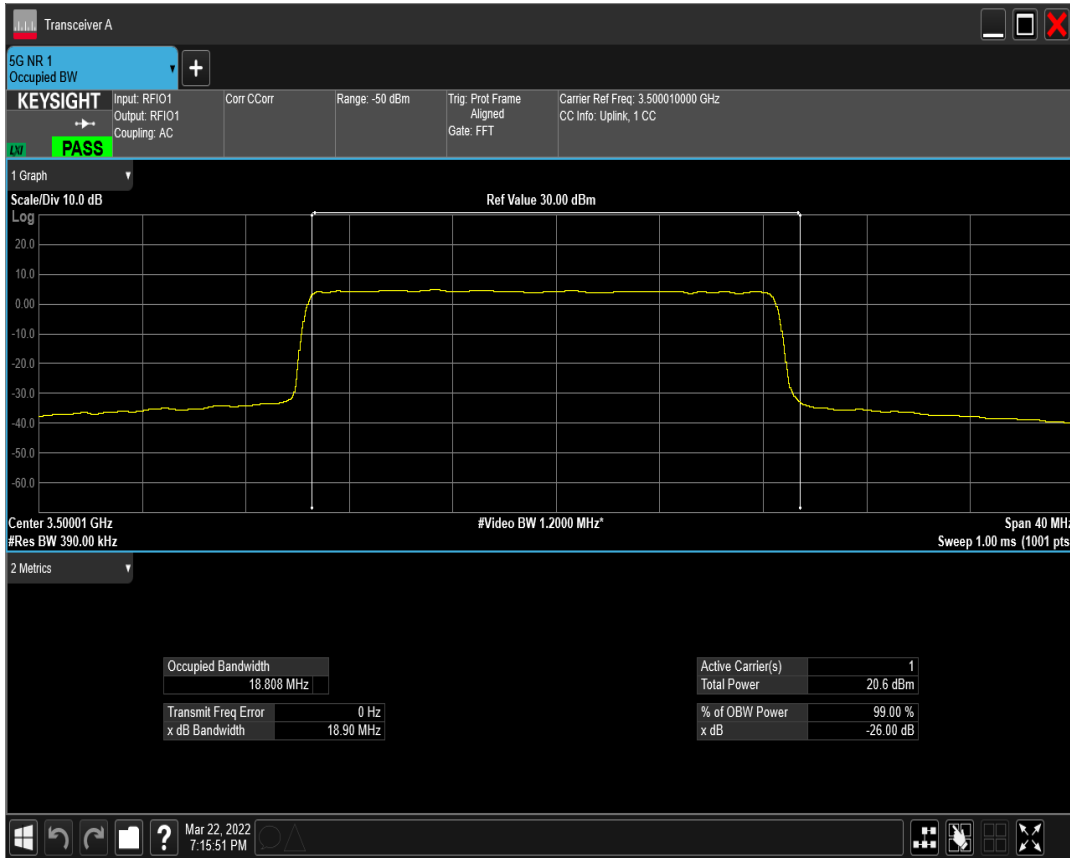 Transceiver A
5G NR 1
Occupied BW
KEYSIGHT
LXI
PASS
Input: RFIO1
Output: RFIO1
Coupling: AC
Corr CCorr
Range: -50 dBm
Trig: Prot Frame
Aligned
Gate: FFT
Carrier Ref Freq: 3.500010000 GHz
CC Info: Uplink, 1 CC
1 Graph
Scale/Div 10.0 dB
Ref Value 30.00 dBm
Log
20.0
10.0
0.00
-10.0
-20.0
-30.0
-40.0
-50.0
-60.0
Center 3.50001 GHz
#Video BW 1.2000 MHz*
Span 40 MHz
#Res BW 390.00 kHz
Sweep 1.00 ms (1001 pts
2 Metrics
Occupied Bandwidth
18.808 MHz
Transmit Freq Error 0 Hz
x dB Bandwidth 18.90 MHz
Active Carrier(s) 1
Total Power 20.6 dBm
% of OBW Power 99.00 %
x dB -26.00 dB
?
Mar 22, 2022
7:15:51 PM